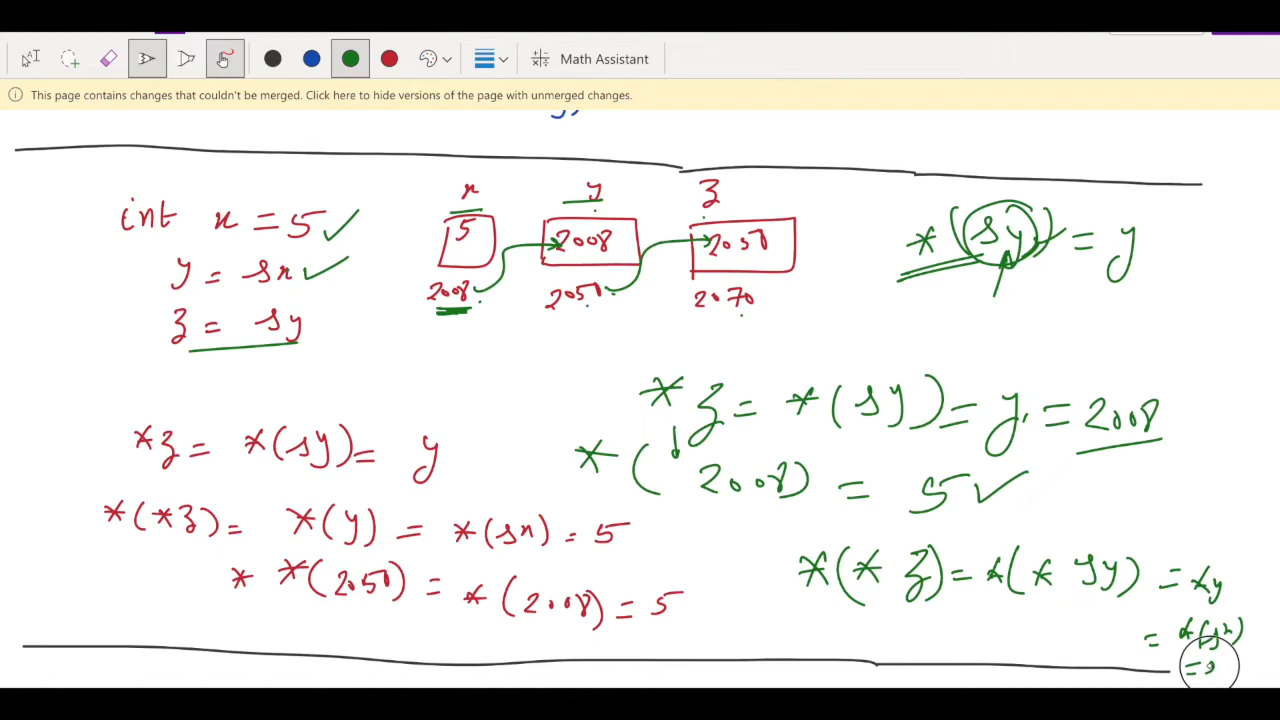 Math Assistant
This page contains changes that couldn't be merged. Click here to hide versions of the page with unmerged changes.
int x = 5 ✓
y = &x ✓
z = &y
x y z
5 2008 2050
2008 2050 2070
*(&y) = y
*z = *(&y) = y = 2008
*(2008) = 5 ✓
*z = *(&y) = y
*(*z) = *(y) = *(&x) = 5
* *(2050) = *(2008) = 5
*(*z) = *(* &y) = *y
= *(&x)
=